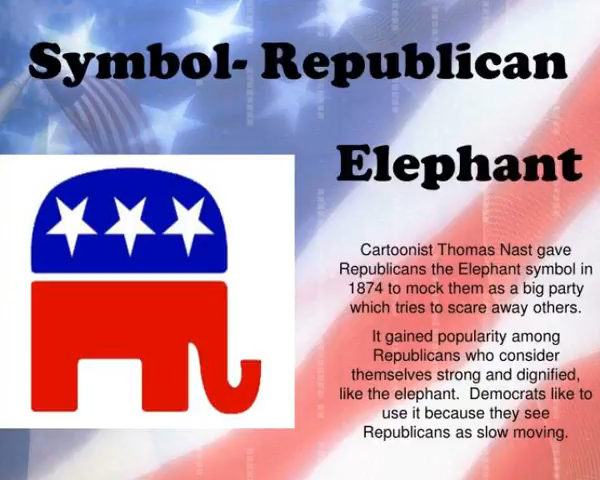 Symbol- Republican
Elephant
Cartoonist Thomas Nast gave
Republicans the Elephant symbol in
1874 to mock them as a big party
which tries to scare away others.
It gained popularity among
Republicans who consider
themselves strong and dignified,
like the elephant.  Democrats like to
use it because they see
Republicans as slow moving.